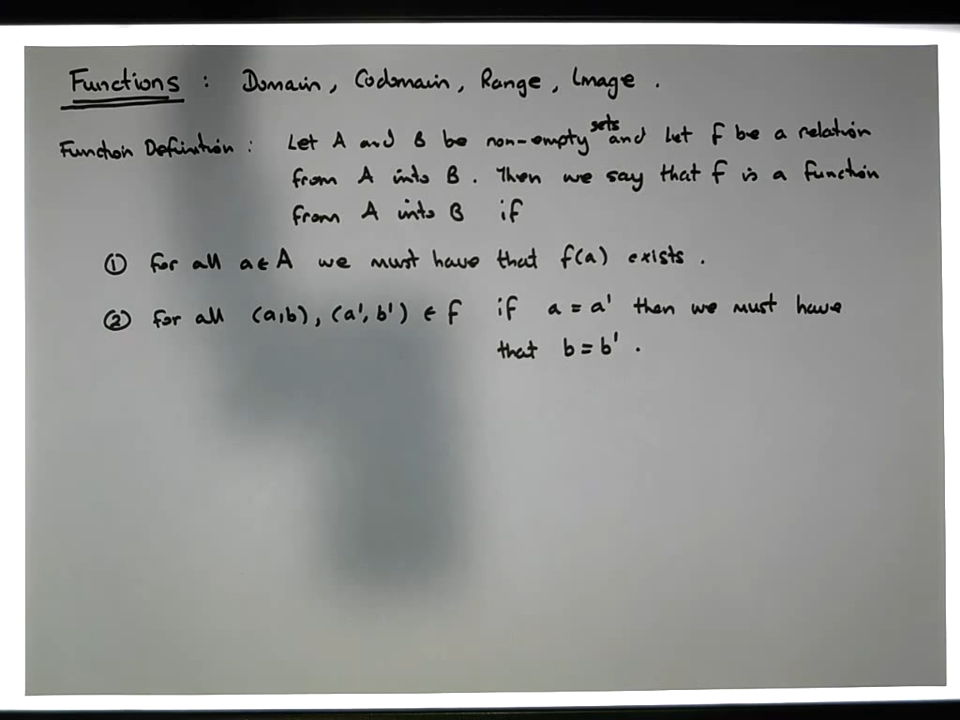 Functions : Domain, Codomain, Range, Image.
Function Definition : Let A and B be non-empty sets and let f be a relation
from A into B. Then we say that f is a function
from A into B if
① For all a ∈ A we must have that f(a) exists.
② For all (a,b), (a', b') ∈ f if a = a' then we must have
that b = b'.